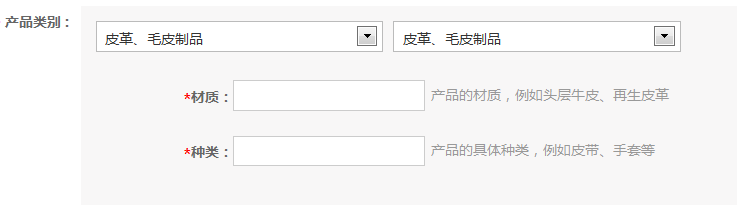 产品类别：
皮革、毛皮制品 皮革、毛皮制品
*材质： 产品的材质，例如头层牛皮、再生皮革
*种类： 产品的具体种类，例如皮带、手套等